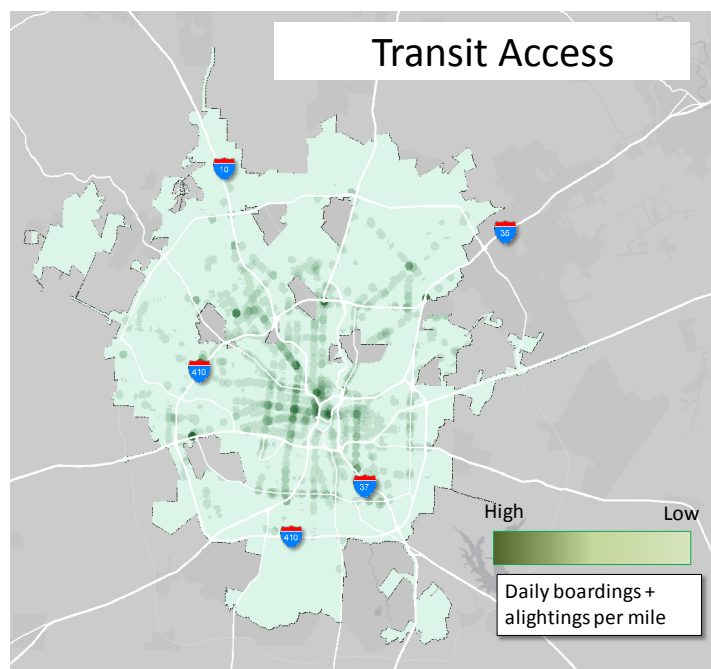 Transit Access
10
35
410
37
410
High Low
Daily boardings +
alightings per mile